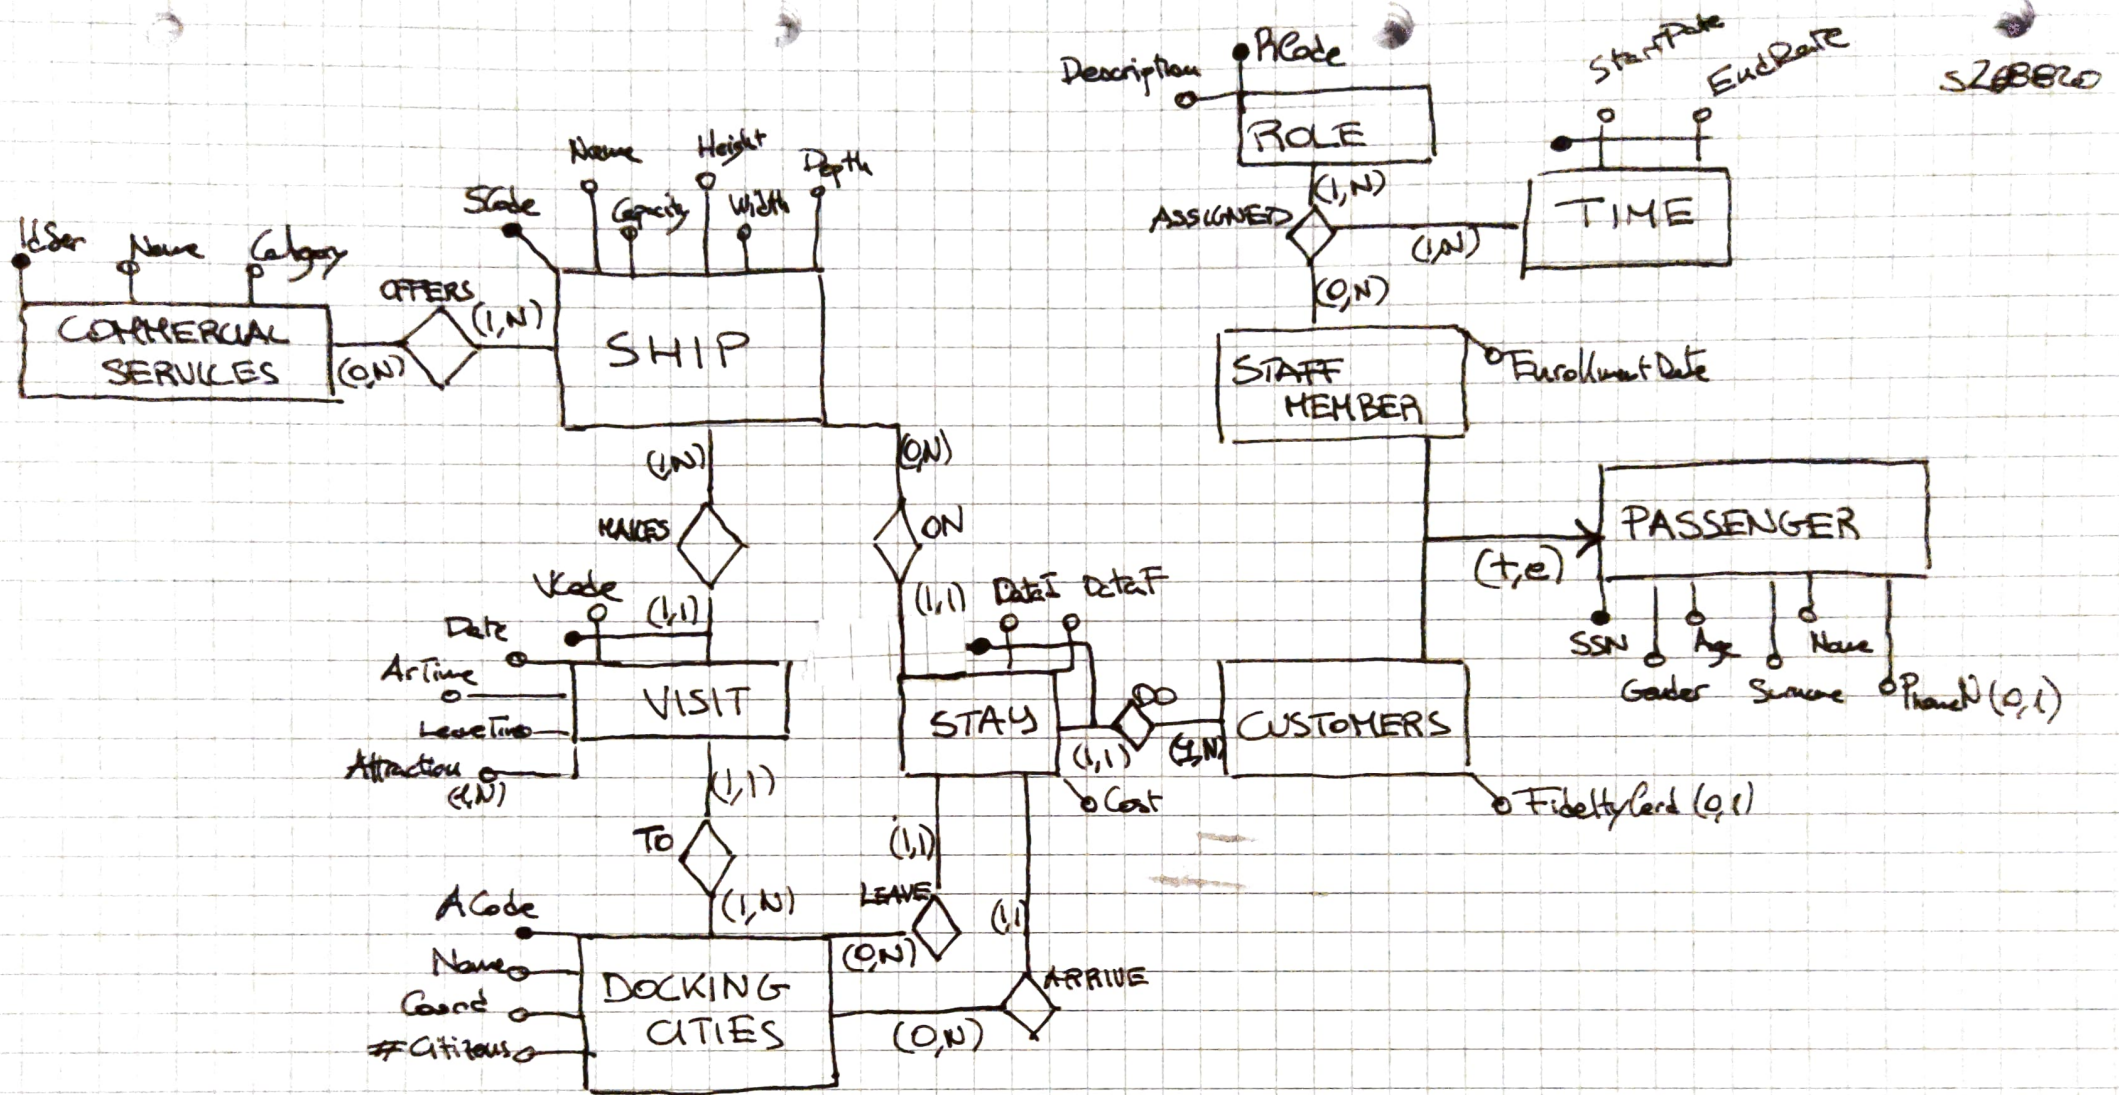 Description
RCode
StartDate
EndDate
ROLE
(1,N)
ASSIGNED
(1,N)
TIME
(0,N)
STAFF
MEMBER
EnrollmentDate
IdSer
Name
Category
COMMERCIAL
SERVICES
(0,N)
OFFERS
(1,N)
SCode
Name
Capacity
Height
Width
Depth
SHIP
(1,N)
MAKES
(1,1)
(0,N)
ON
(1,1)
VCode
Date
ArTime
LeaveTime
Attraction
(1,N)
VISIT
(1,1)
TO
(1,N)
DataI
DataF
STAY
(1,1)
DO
(1,N)
Cost
CUSTOMERS
FidelityCard (0,1)
(t,e)
PASSENGER
SSN
Gender
Age
Surname
Name
PhoneN (0,1)
(1,1)
LEAVE
(0,N)
(1,1)
ARRIVE
(0,N)
ACode
Name
Coord
#Citizens
DOCKING
CITIES